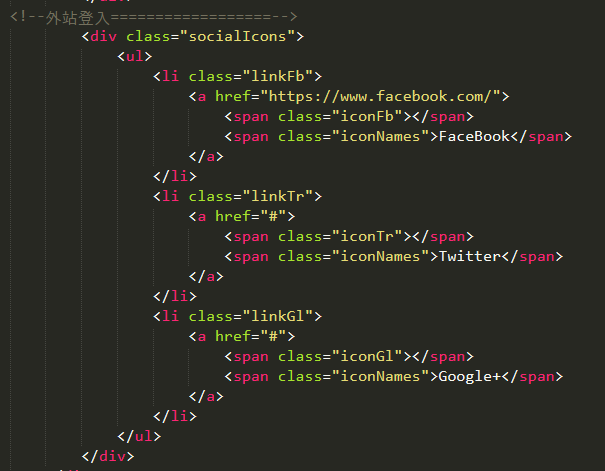 <!--外站登入==================-->
<div class="socialIcons">
<ul>
<li class="linkFb">
<a href="https://www.facebook.com/">
<span class="iconFb"></span>
<span class="iconNames">FaceBook</span>
</a>
</li>
<li class="linkTr">
<a href="#">
<span class="iconTr"></span>
<span class="iconNames">Twitter</span>
</a>
</li>
<li class="linkGl">
<a href="#">
<span class="iconGl"></span>
<span class="iconNames">Google+</span>
</a>
</li>
</ul>
</div>